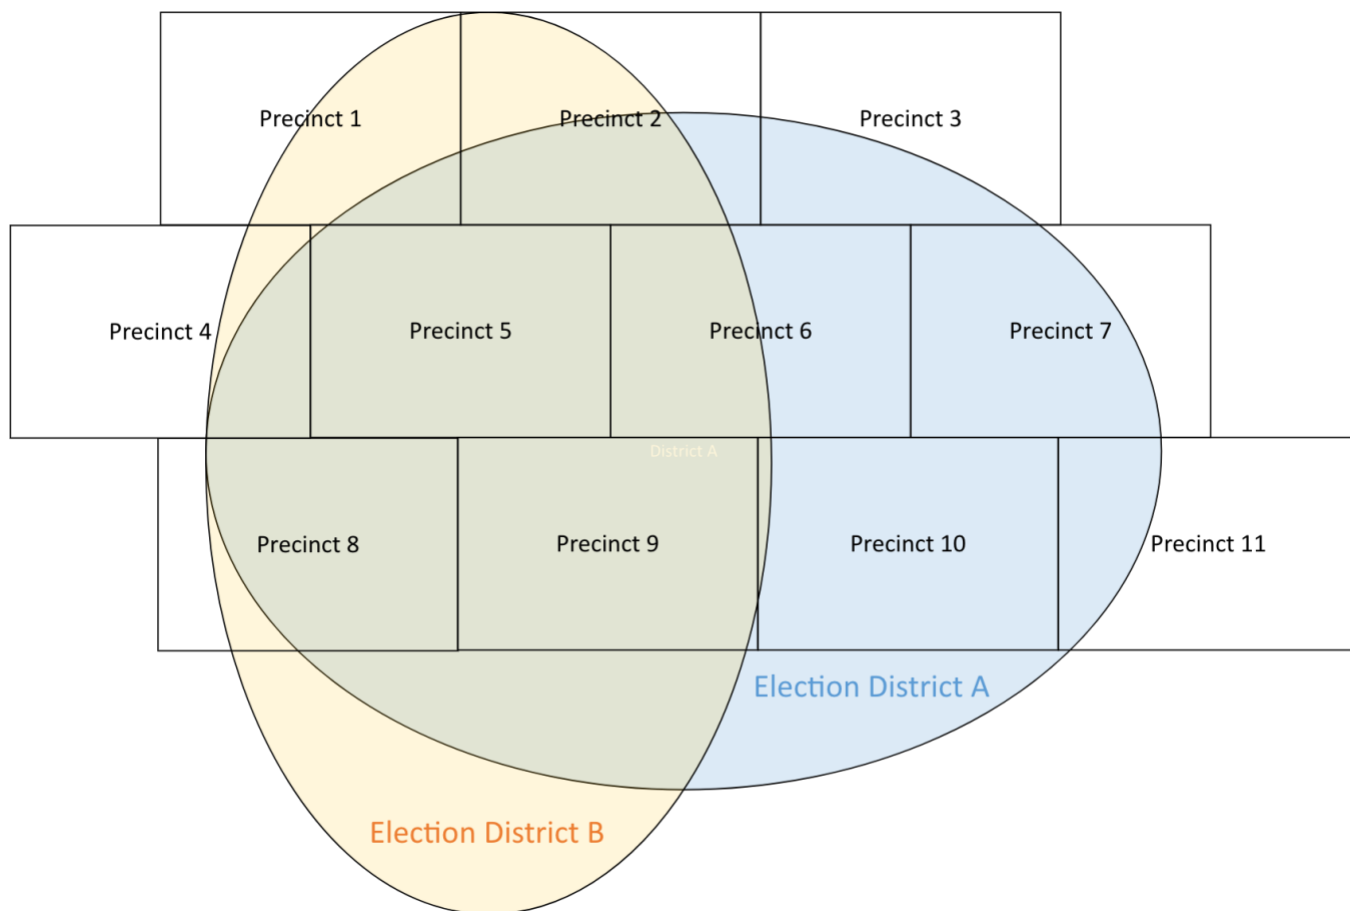 Precinct 1
Precinct 2
Precinct 3
Precinct 4
Precinct 5
Precinct 6
Precinct 7
District A
Precinct 8
Precinct 9
Precinct 10
Precinct 11
Election District A
Election District B